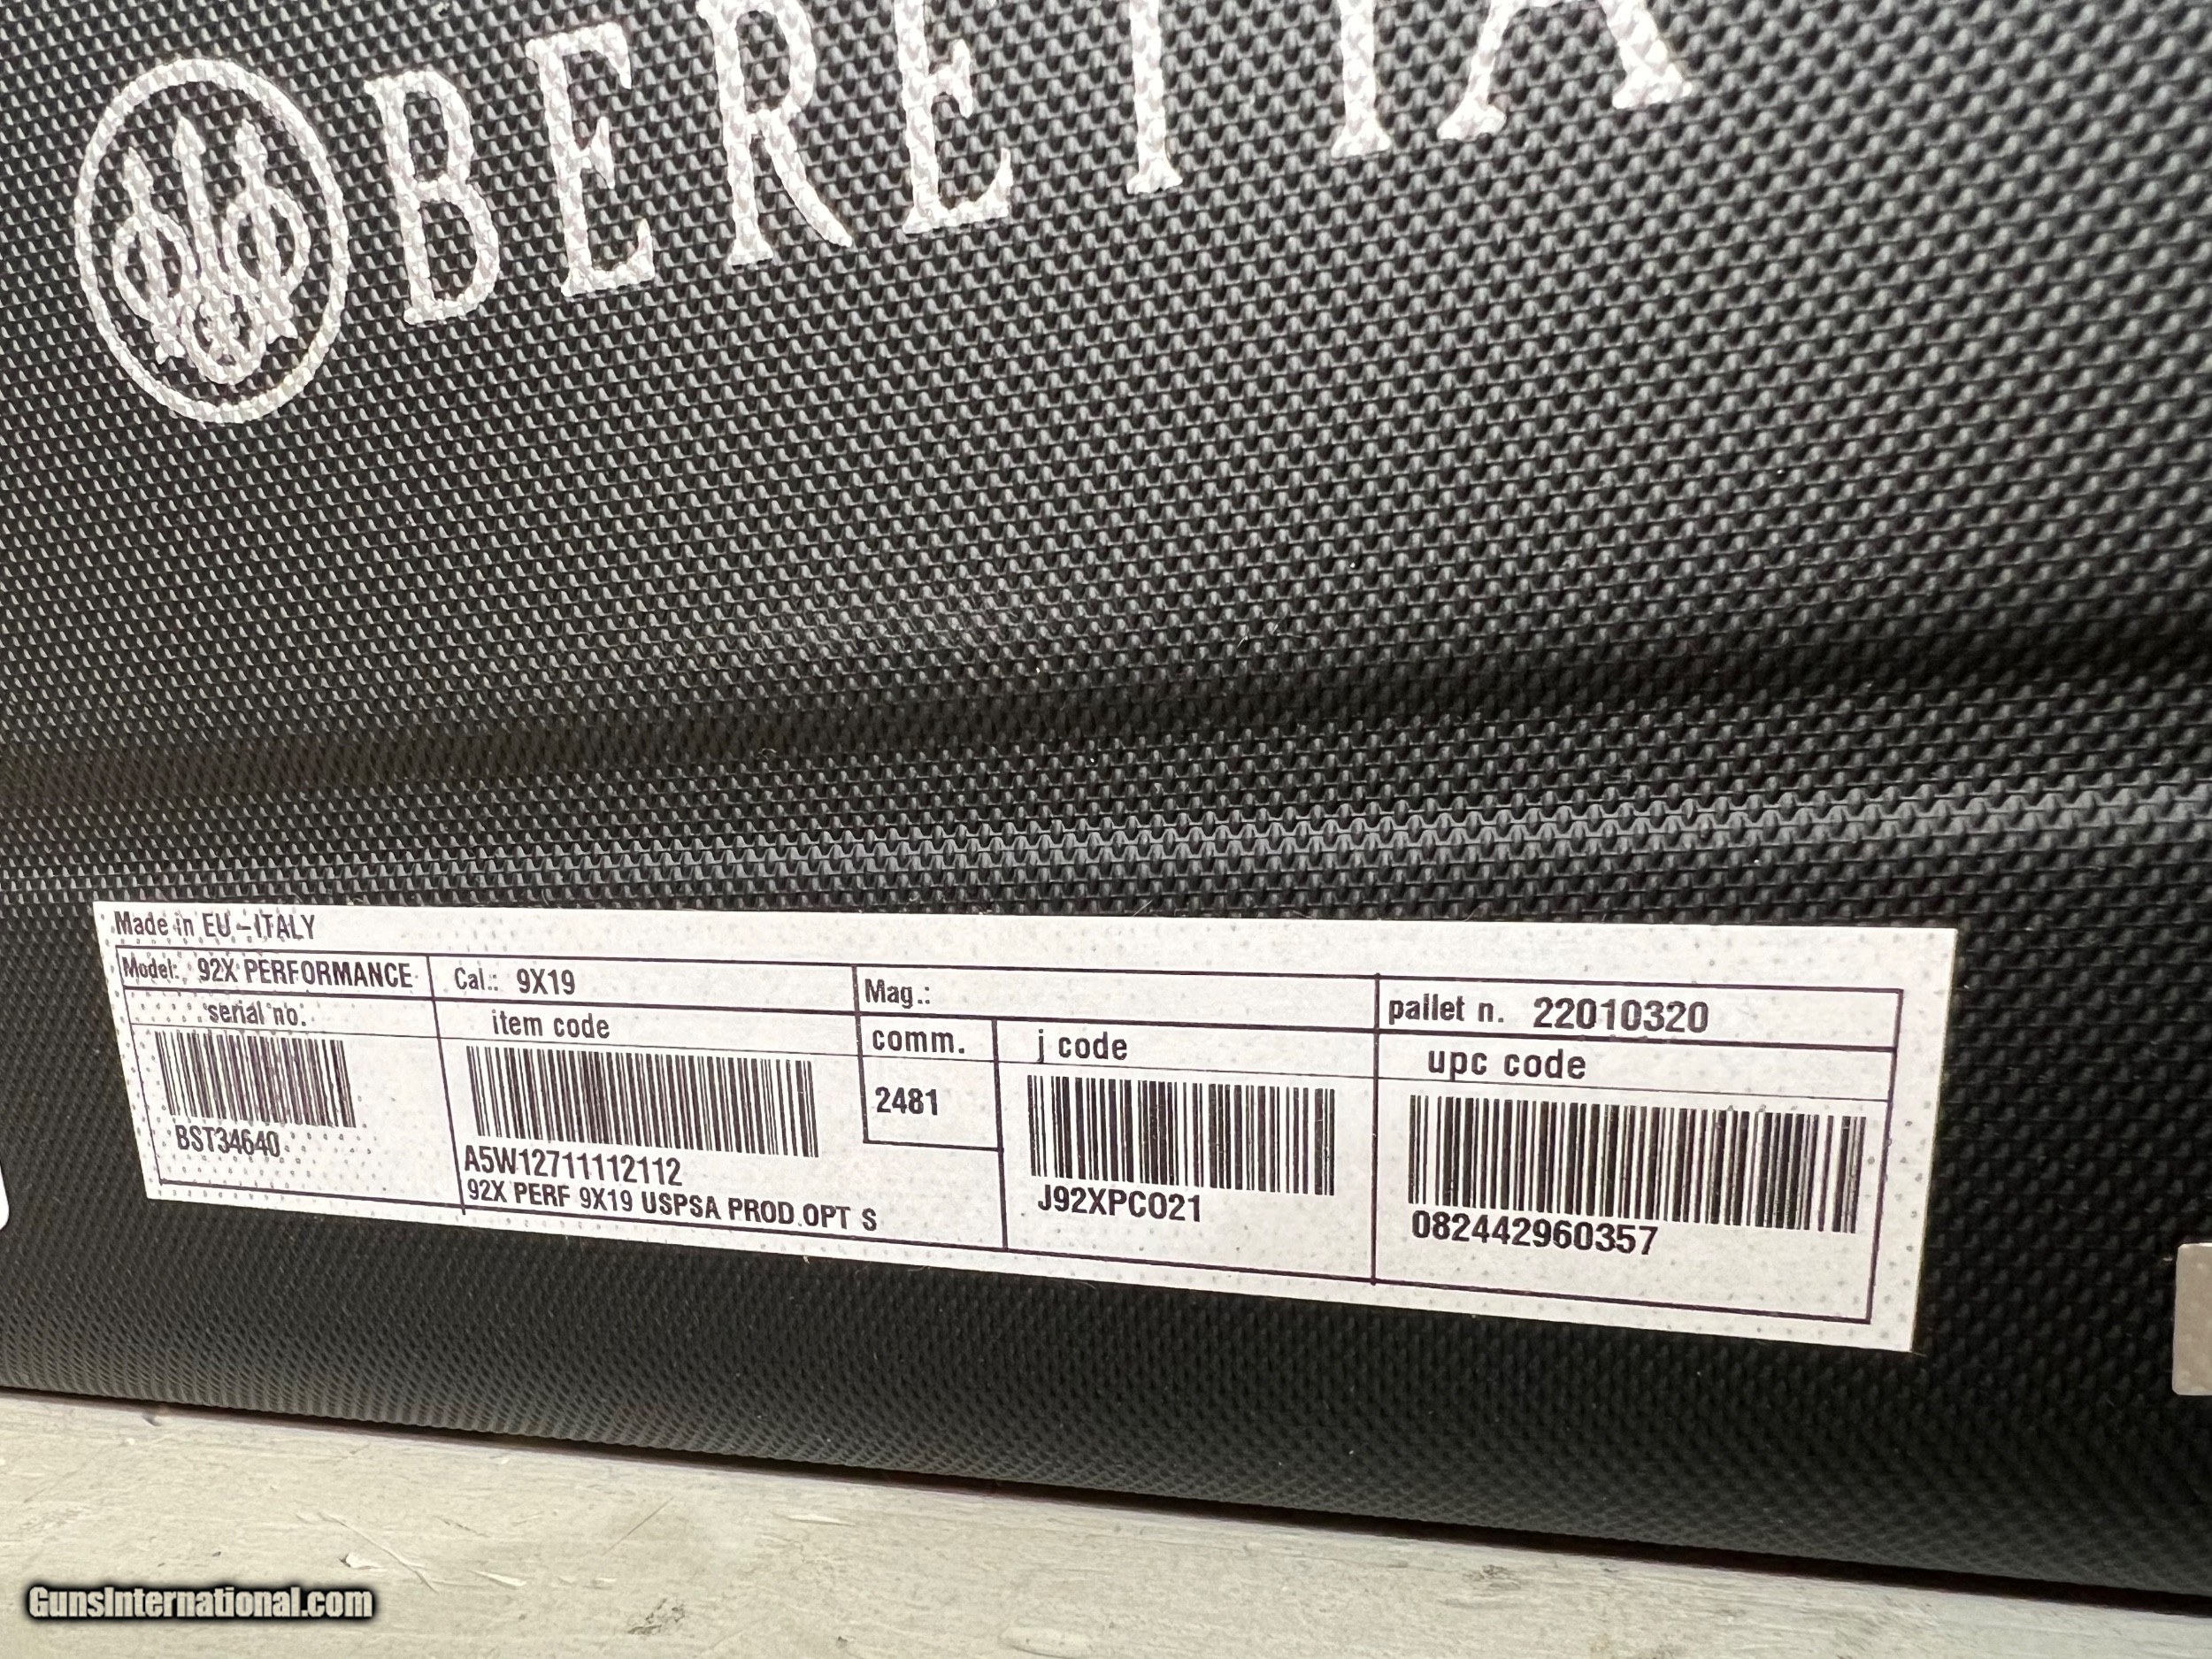 BERETTA
Made in EU - ITALY
Model: 92X PERFORMANCE
Cal.: 9X19
Mag.:
pallet n. 22010320
serial no.
item code
comm.
j code
upc code
2481
BST34640
A5W12711112112
92X PERF 9X19 USPSA PROD.OPT S
J92XPCO21
082442960357
GunsInternational.com